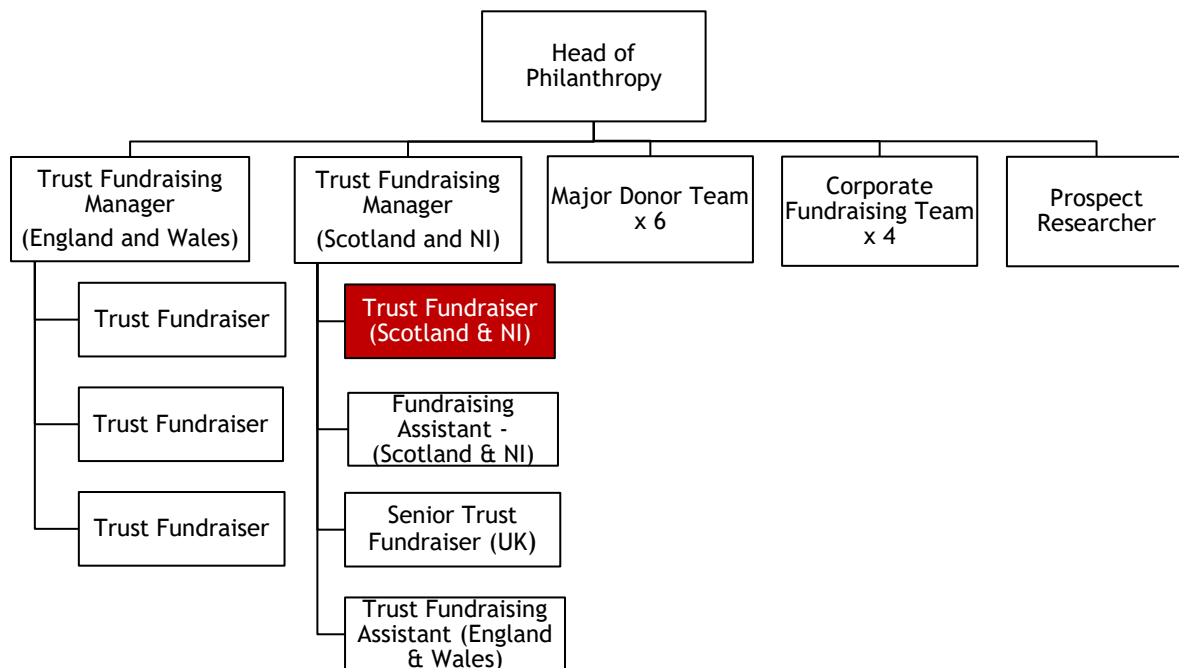 Head of
Philanthropy
Trust Fundraising
Manager
(England and Wales)
Trust Fundraising
Manager
(Scotland and NI)
Major Donor Team
x 6
Corporate
Fundraising Team
x 4
Prospect
Researcher
Trust Fundraiser
Trust Fundraiser
Trust Fundraiser
Trust Fundraiser
(Scotland & NI)
Fundraising
Assistant -
(Scotland & NI)
Senior Trust
Fundraiser (UK)
Trust Fundraising
Assistant (England
& Wales)